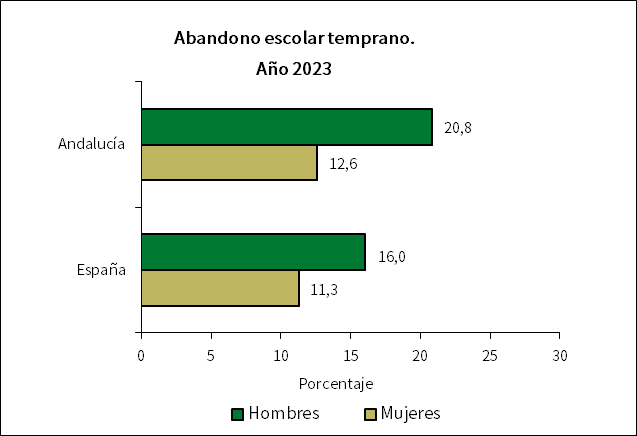 Abandono escolar temprano.
Año 2023
Andalucía
20,8
12,6
España
16,0
11,3
0 5 10 15 20 25 30
Porcentaje
Hombres Mujeres